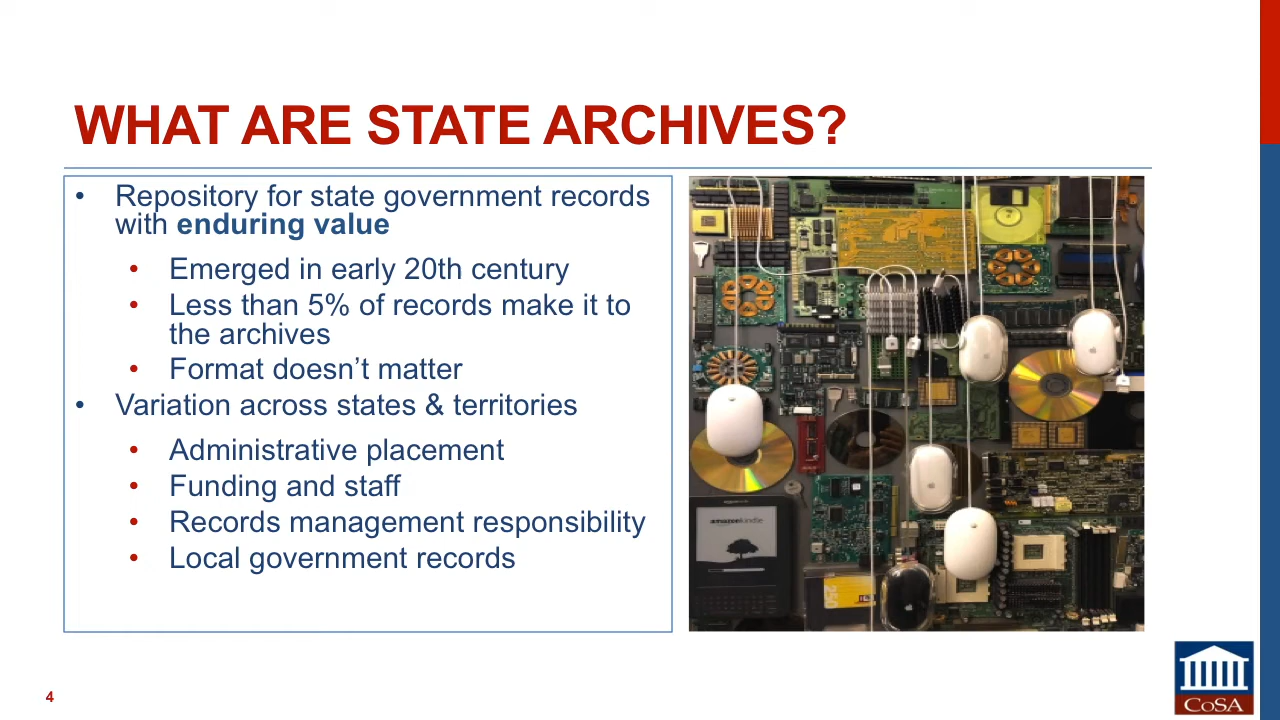 WHAT ARE STATE ARCHIVES?
• Repository for state government records
with enduring value
• Emerged in early 20th century
• Less than 5% of records make it to
the archives
• Format doesn’t matter
• Variation across states & territories
• Administrative placement
• Funding and staff
• Records management responsibility
• Local government records
amazonkindle
250
4
CoSA